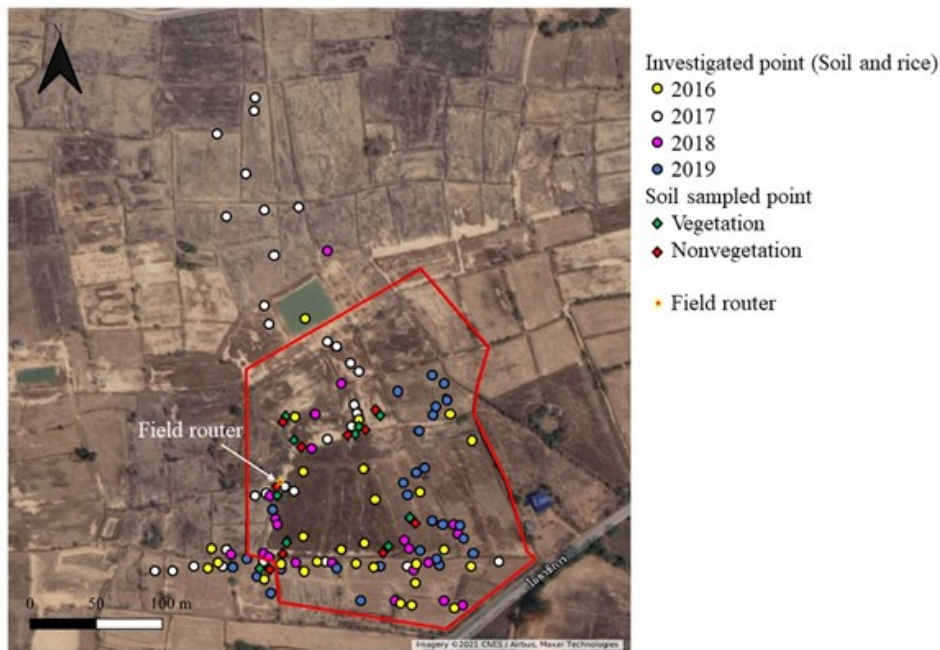 Investigated point (Soil and rice)
2016
2017
2018
2019
Soil sampled point
Vegetation
Nonvegetation
Field router
Field router
0 50 100 m
Imagery ©2021 CNES / Airbus, Maxar Technologies